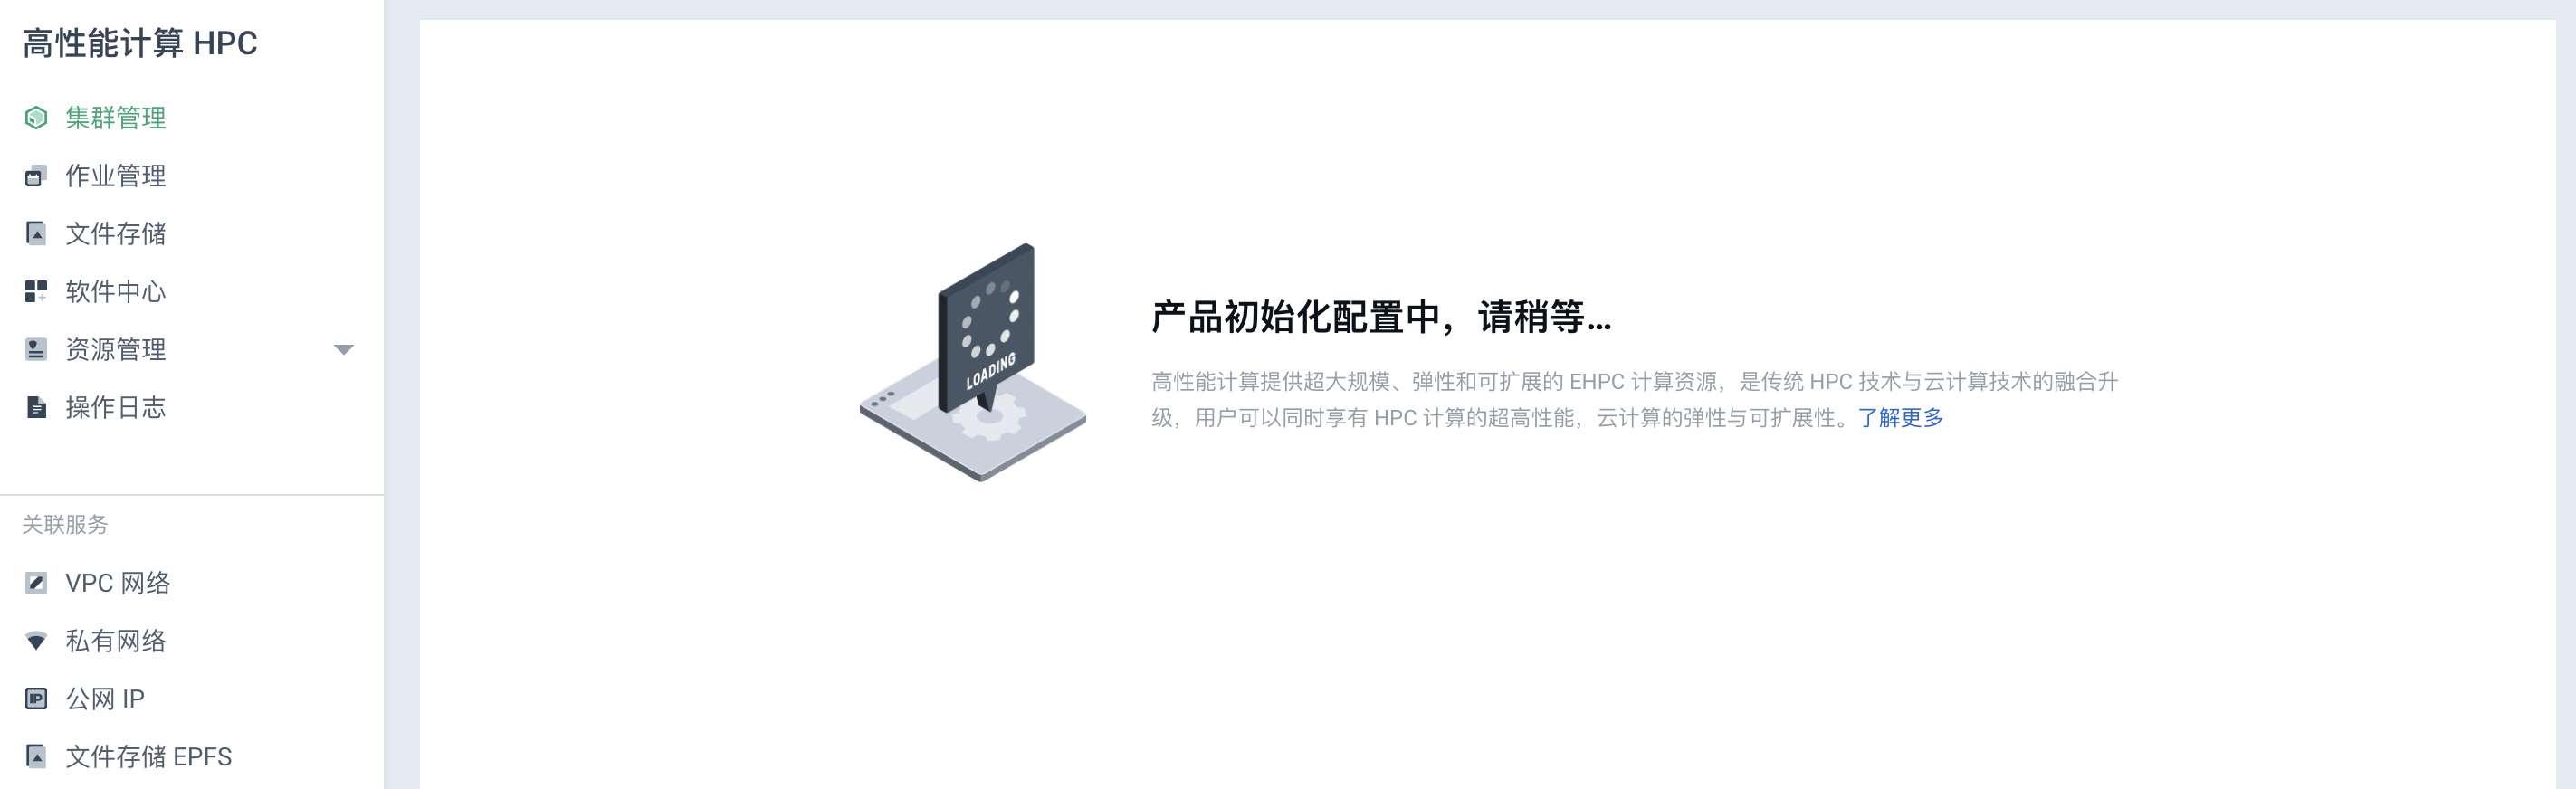 高性能计算 HPC
集群管理
作业管理
文件存储
软件中心
资源管理
操作日志
关联服务
VPC 网络
私有网络
公网 IP
文件存储 EPFS
LOADING
产品初始化配置中，请稍等...
高性能计算提供超大规模、弹性和可扩展的 EHPC 计算资源，是传统 HPC 技术与云计算技术的融合升
级，用户可以同时享有 HPC 计算的超高性能，云计算的弹性与可扩展性。了解更多